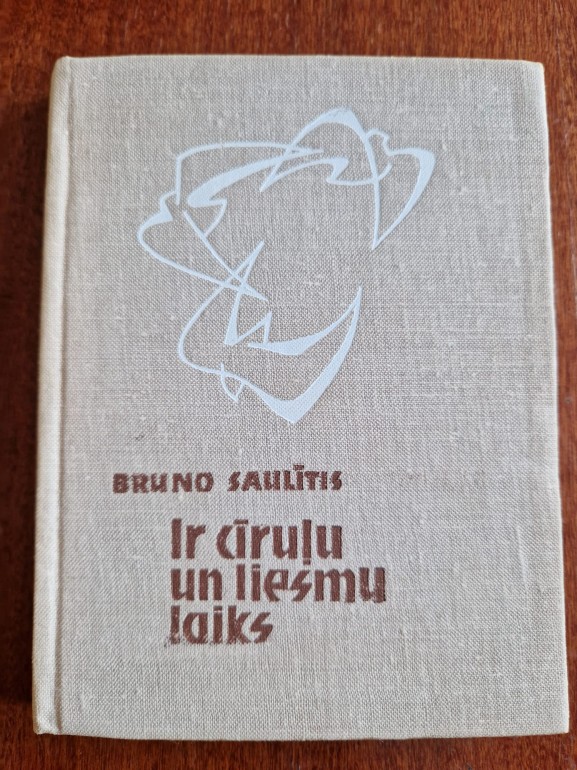 BRUNO SAULĪTIS
Ir cīruļu
un liesmu
laiks